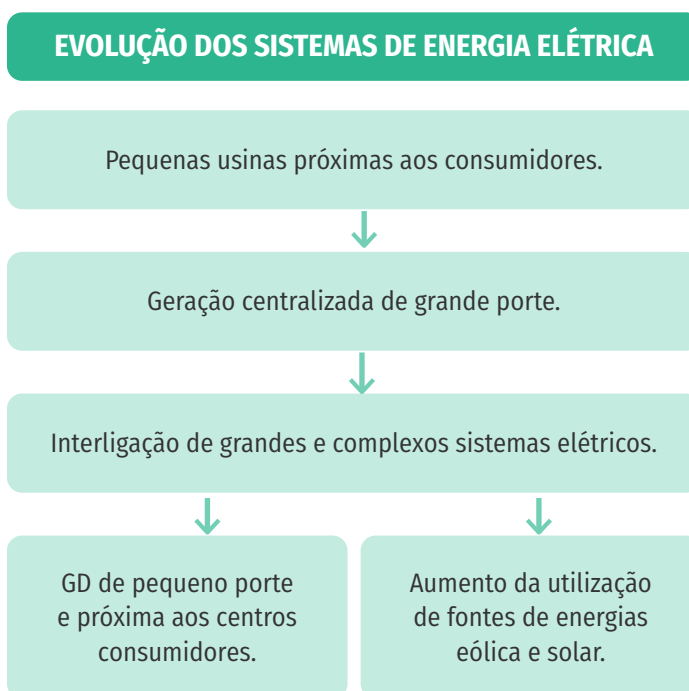 EVOLUÇÃO DOS SISTEMAS DE ENERGIA ELÉTRICA
Pequenas usinas próximas aos consumidores.
Geração centralizada de grande porte.
Interligação de grandes e complexos sistemas elétricos.
GD de pequeno porte
e próxima aos centros
consumidores.
Aumento da utilização
de fontes de energias
eólica e solar.